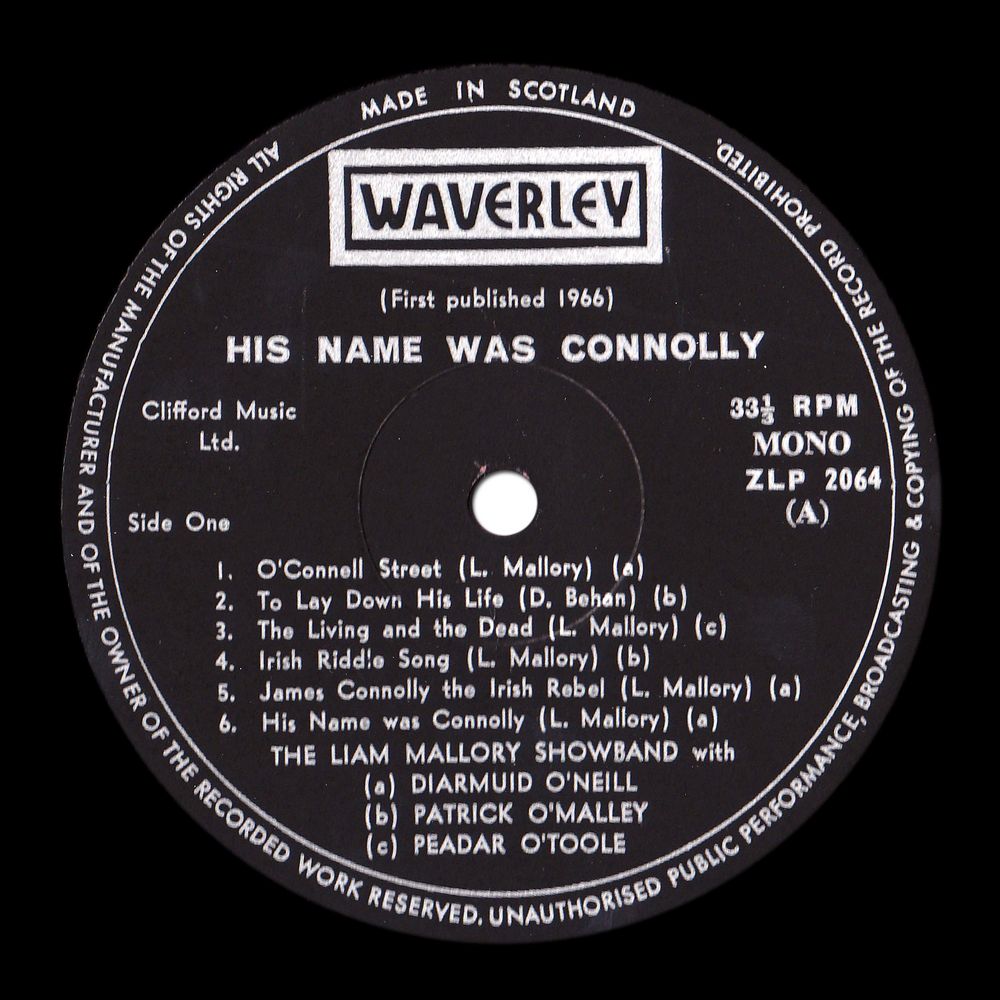 MADE IN SCOTLAND
ALL RIGHTS OF THE MANUFACTURER AND OF THE OWNER OF THE RECORDED WORK RESERVED. UNAUTHORISED PUBLIC PERFORMANCE, BROADCASTING & COPYING OF THE RECORD PROHIBITED.
WAVERLEY
(First published 1966)
HIS NAME WAS CONNOLLY
Clifford Music
Ltd.
33⅓ RPM
MONO
ZLP 2064
(A)
Side One
1. O'Connell Street (L. Mallory) (a)
2. To Lay Down His Life (D. Behan) (b)
3. The Living and the Dead (L. Mallory) (c)
4. Irish Riddle Song (L. Mallory) (b)
5. James Connolly the Irish Rebel (L. Mallory) (a)
6. His Name was Connolly (L. Mallory) (a)
THE LIAM MALLORY SHOWBAND with
(a) DIARMUID O'NEILL
(b) PATRICK O'MALLEY
(c) PEADAR O'TOOLE